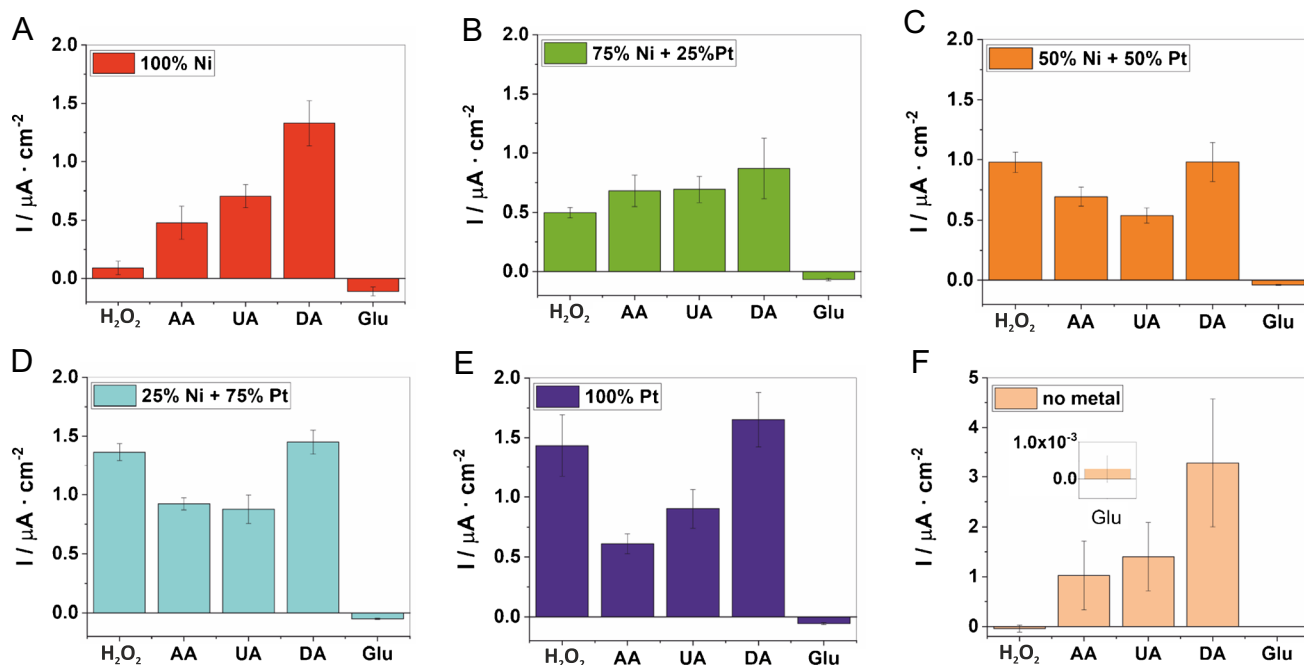 A
I / μA · cm-2
2.0
1.5
1.0
0.5
0.0
100% Ni
H2O2 AA UA DA Glu
B
I / μA · cm-2
2.0
1.5
1.0
0.5
0.0
75% Ni + 25%Pt
H2O2 AA UA DA Glu
C
I / μA · cm-2
2.0
1.5
1.0
0.5
0.0
50% Ni + 50% Pt
H2O2 AA UA DA Glu
D
I / μA · cm-2
2.0
1.5
1.0
0.5
0.0
25% Ni + 75% Pt
H2O2 AA UA DA Glu
E
I / μA · cm-2
2.0
1.5
1.0
0.5
0.0
100% Pt
H2O2 AA UA DA Glu
F
I / μA · cm-2
5
4
3
2
1
0
no metal
1.0x10-3
0.0
Glu
H2O2 AA UA DA Glu